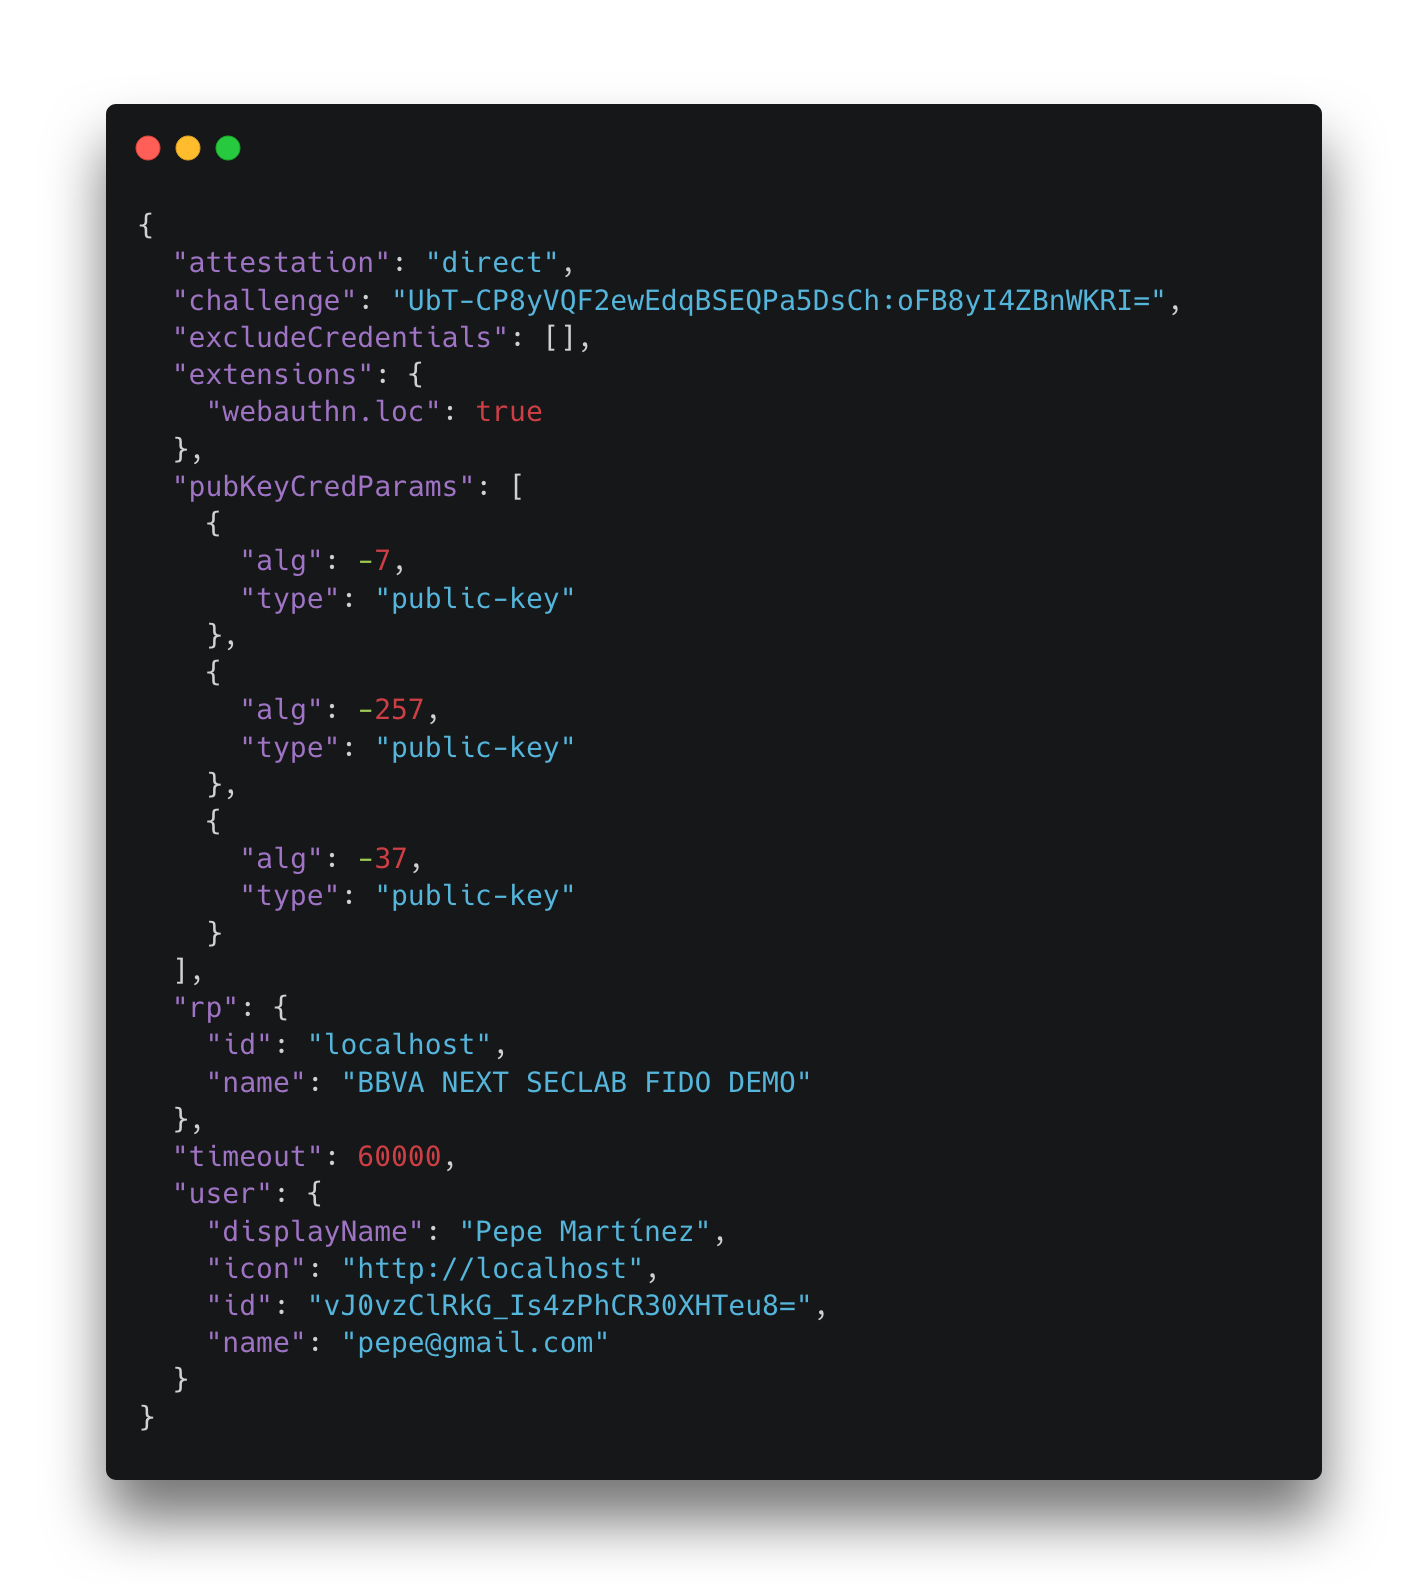 {
  "attestation": "direct",
  "challenge": "UbT-CP8yVQF2ewEdqBSEQPa5DsCh:oFB8yI4ZBnWKRI=",
  "excludeCredentials": [],
  "extensions": {
    "webauthn.loc": true
  },
  "pubKeyCredParams": [
    {
      "alg": -7,
      "type": "public-key"
    },
    {
      "alg": -257,
      "type": "public-key"
    },
    {
      "alg": -37,
      "type": "public-key"
    }
  ],
  "rp": {
    "id": "localhost",
    "name": "BBVA NEXT SECLAB FIDO DEMO"
  },
  "timeout": 60000,
  "user": {
    "displayName": "Pepe Martínez",
    "icon": "http://localhost",
    "id": "vJ0vzClRkG_Is4zPhCR30XHTeu8=",
    "name": "pepe@gmail.com"
  }
}